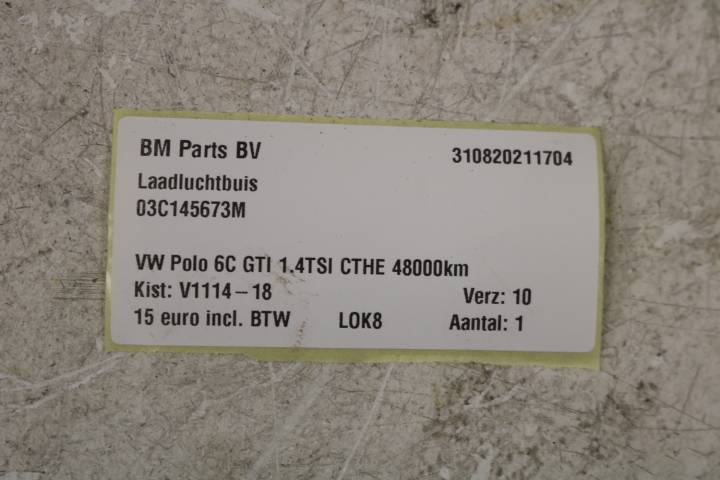 BM Parts BV 310820211704
Laadluchtbuis
03C145673M
VW Polo 6C GTI 1.4TSI CTHE 48000km
Kist: V1114-18 Verz: 10
15 euro incl. BTW LOK8 Aantal: 1